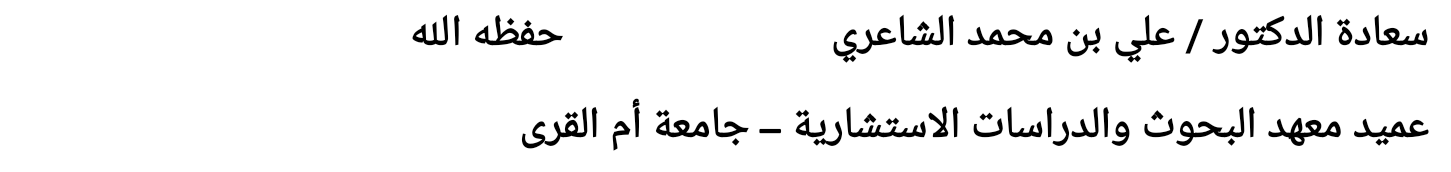 سعادة الدكتور / علي بن محمد الشاعري حفظه الله
عميد معهد البحوث والدراسات الاستشارية – جامعة أم القرى